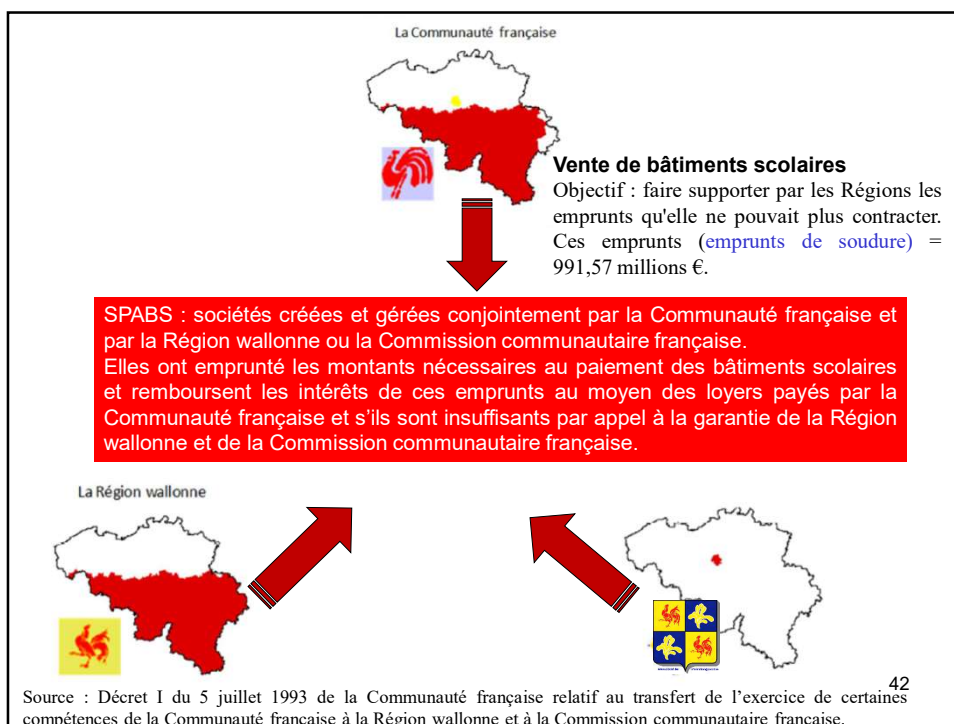 La Communauté française
Vente de bâtiments scolaires
Objectif : faire supporter par les Régions les
emprunts qu'elle ne pouvait plus contracter.
Ces emprunts (emprunts de soudure) =
991,57 millions €.
SPABS : sociétés créées et gérées conjointement par la Communauté française et
par la Région wallonne ou la Commission communautaire française.
Elles ont emprunté les montants nécessaires au paiement des bâtiments scolaires
et remboursent les intérêts de ces emprunts au moyen des loyers payés par la
Communauté française et s’ils sont insuffisants par appel à la garantie de la Région
wallonne et de la Commission communautaire française.
La Région wallonne
42
Source : Décret I du 5 juillet 1993 de la Communauté française relatif au transfert de l’exercice de certaines
compétences de la Communauté française à la Région wallonne et à la Commission communautaire française.